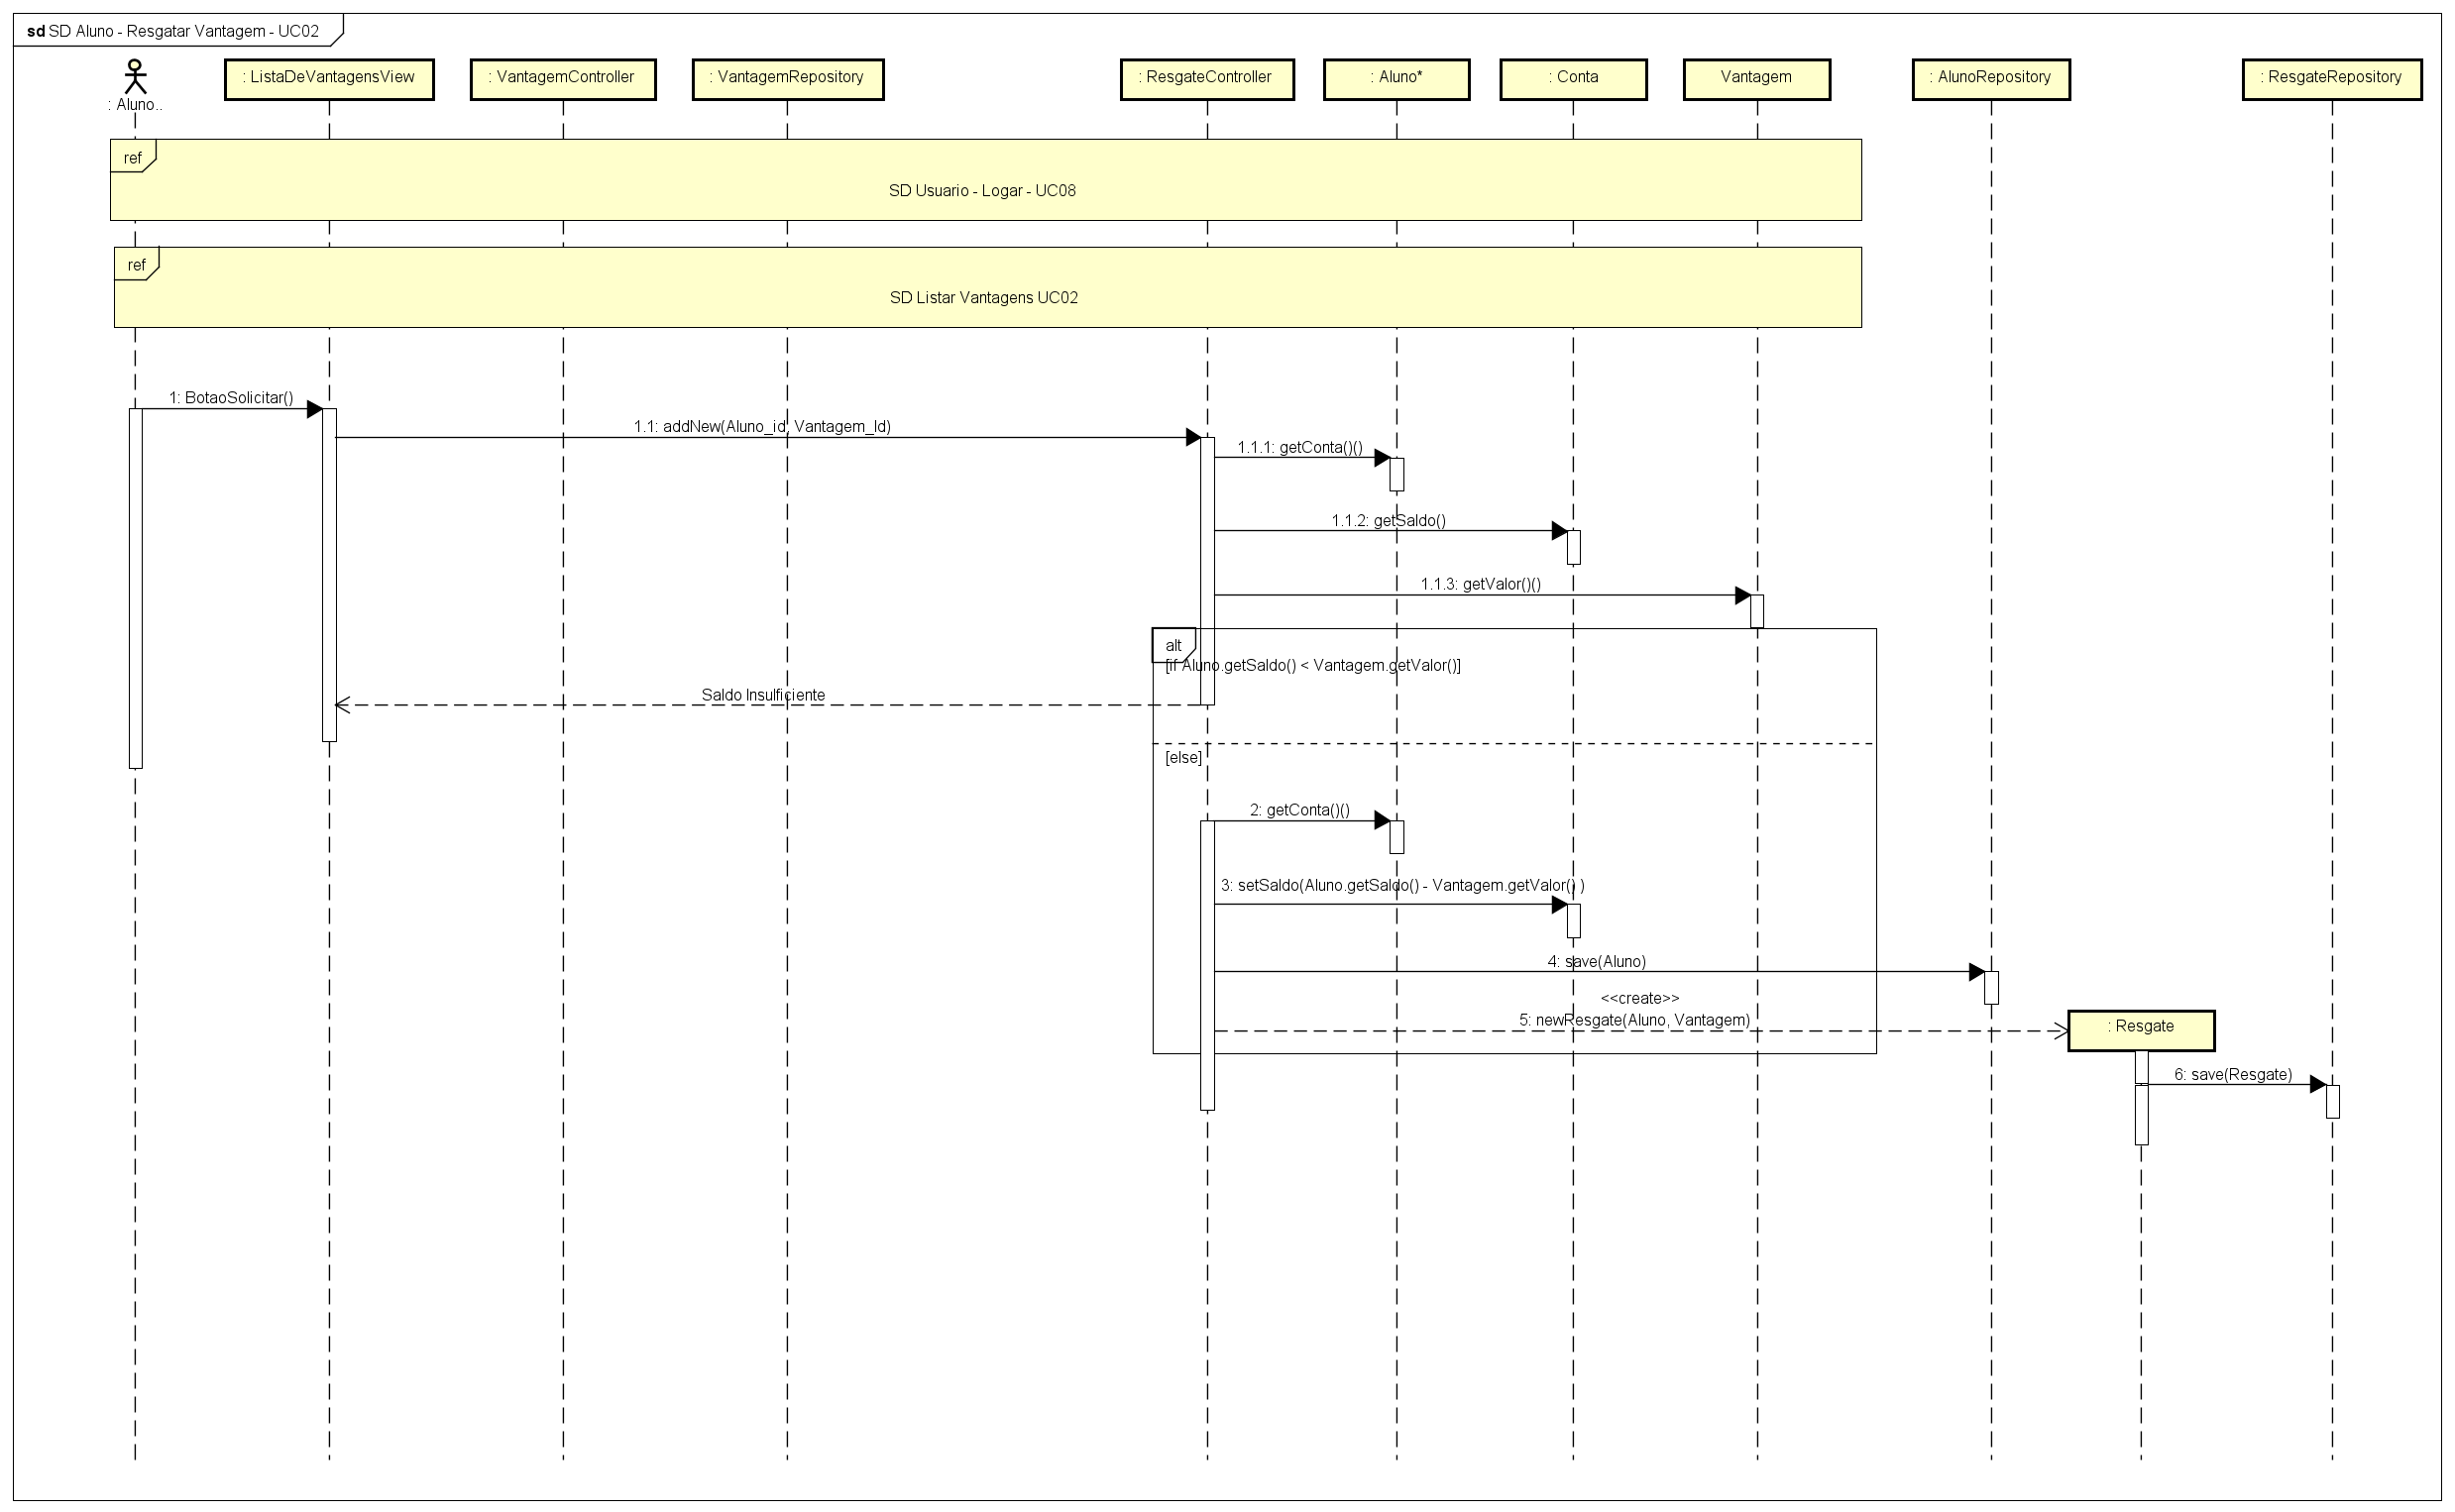 sd SD Aluno - Resgatar Vantagem - UC02
: Aluno..
: ListaDeVantagensView
: VantagemController
: VantagemRepository
: ResgateController
: Aluno*
: Conta
Vantagem
: AlunoRepository
: ResgateRepository
ref
SD Usuario - Logar - UC08
ref
SD Listar Vantagens UC02
1: BotaoSolicitar()
1.1: addNew(Aluno_id, Vantagem_Id)
1.1.1: getConta()()
1.1.2: getSaldo()
1.1.3: getValor()()
alt
[if Aluno.getSaldo() < Vantagem.getValor()]
Saldo Insuficiente
[else]
2: getConta()()
3: setSaldo(Aluno.getSaldo() - Vantagem.getValor() )
4: save(Aluno)
<<create>>
5: newResgate(Aluno, Vantagem)
: Resgate
6: save(Resgate)